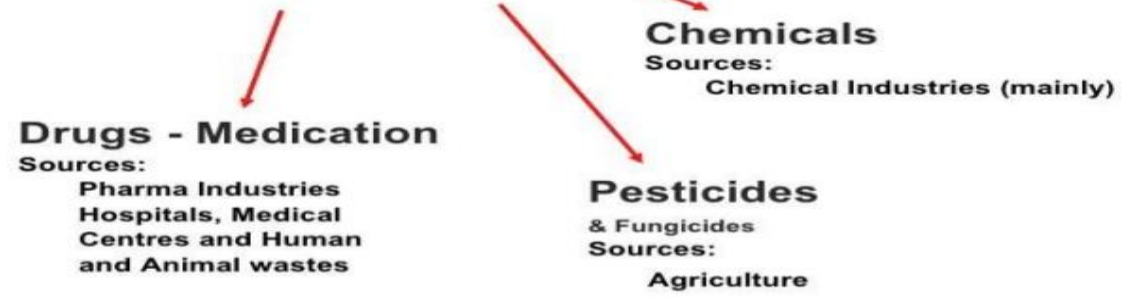 Chemicals
Sources:
Chemical Industries (mainly)
Drugs - Medication
Sources:
Pharma Industries
Hospitals, Medical
Centres and Human
and Animal wastes
Pesticides
& Fungicides
Sources:
Agriculture